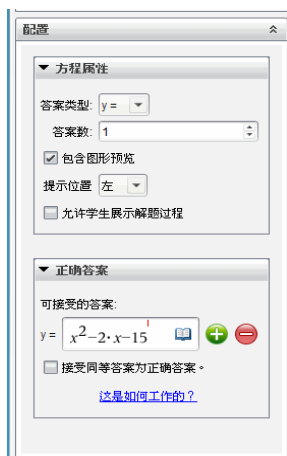 配置
方程属性
答案类型: y =
答案数: 1
包含图形预览
提示位置 左
允许学生展示解题过程
正确答案
可接受的答案:
y = x²−2·x−15
接受同等答案为正确答案。
这是如何工作的？